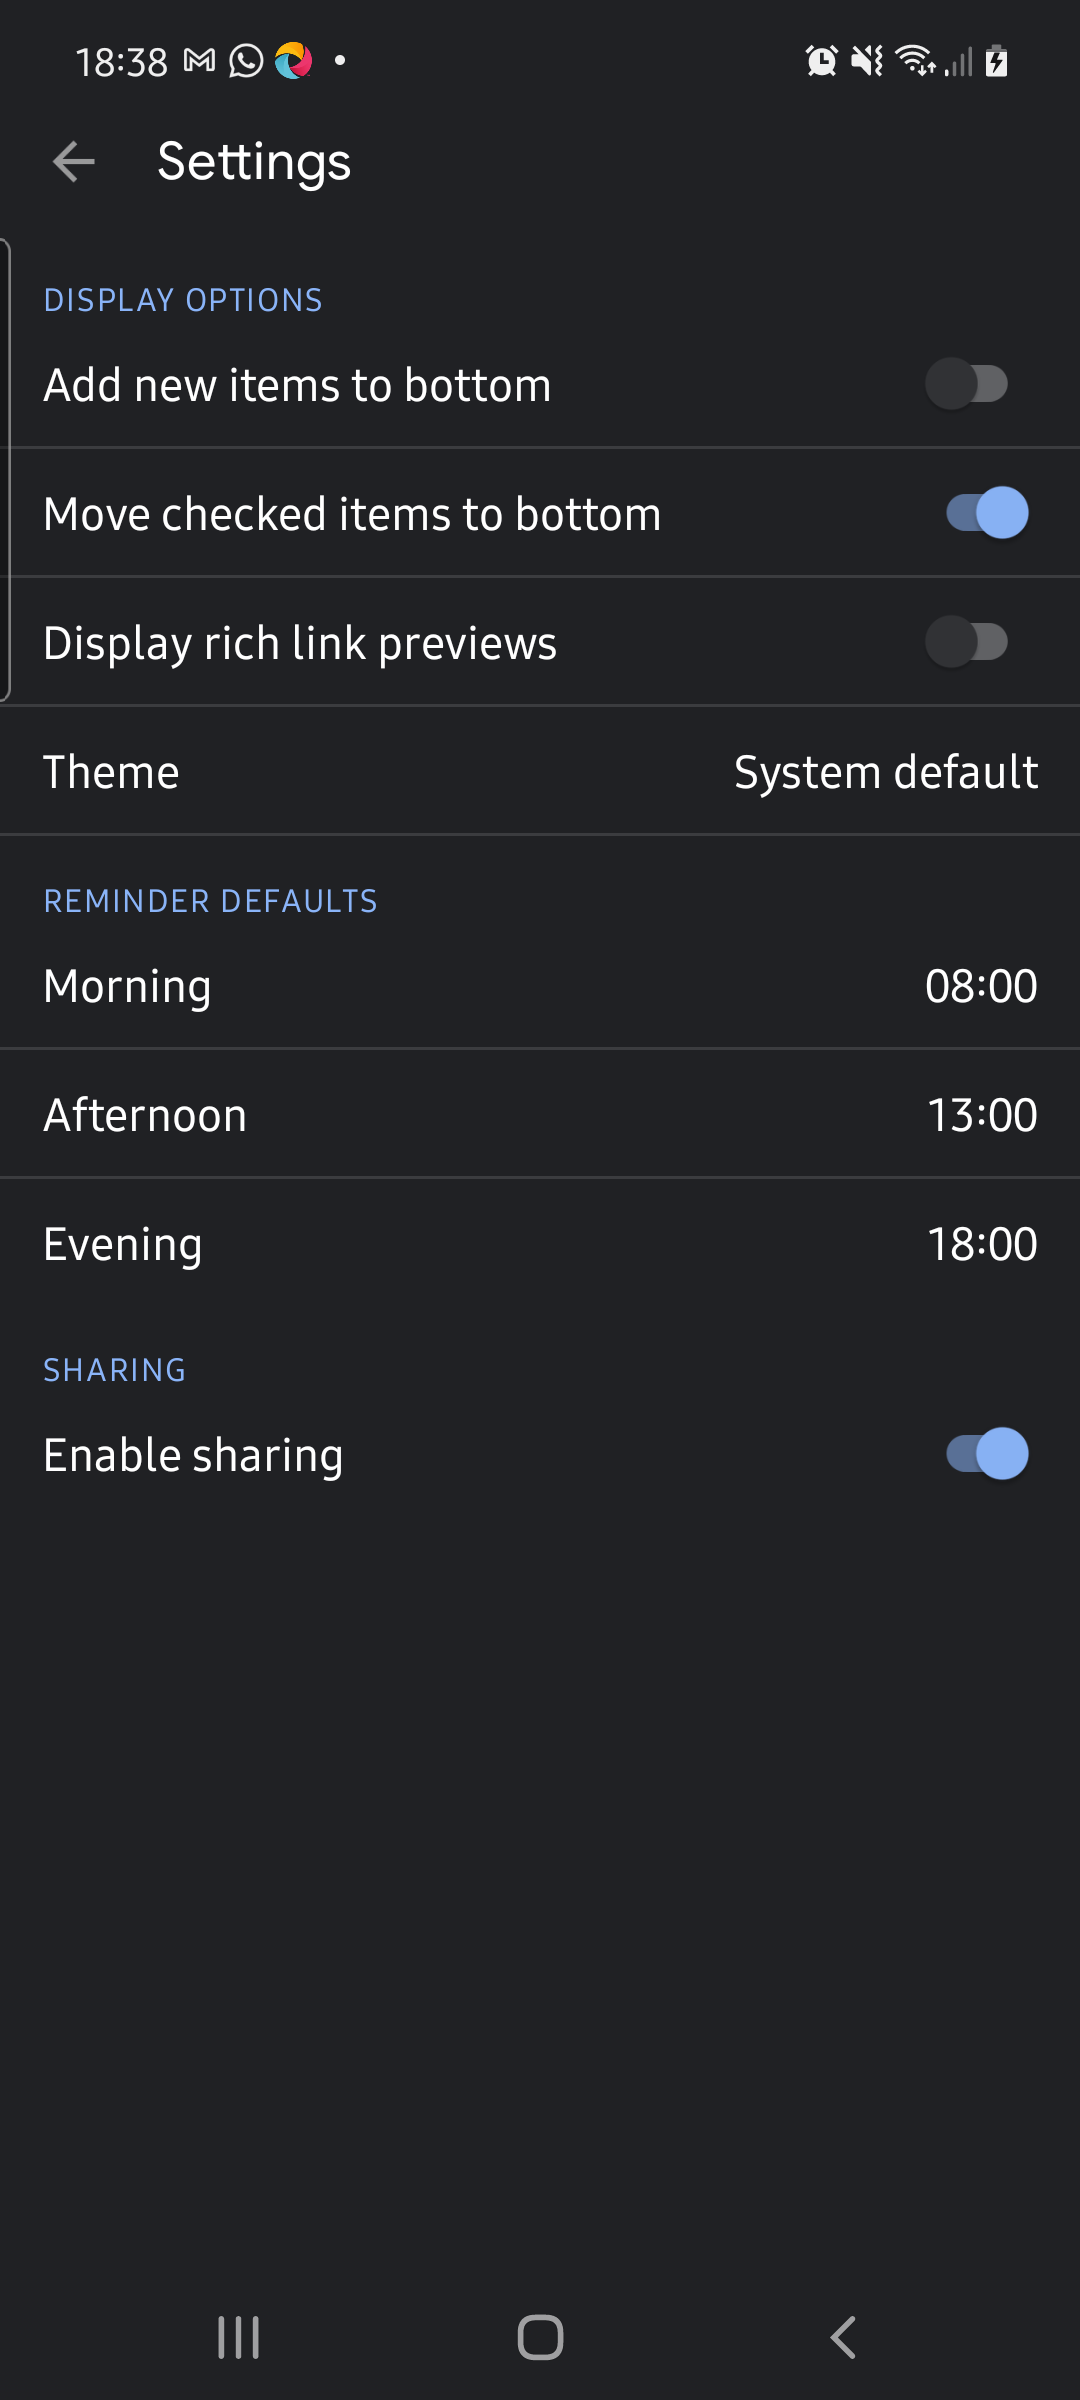 18:38
Settings
DISPLAY OPTIONS
Add new items to bottom
Move checked items to bottom
Display rich link previews
Theme System default
REMINDER DEFAULTS
Morning 08:00
Afternoon 13:00
Evening 18:00
SHARING
Enable sharing